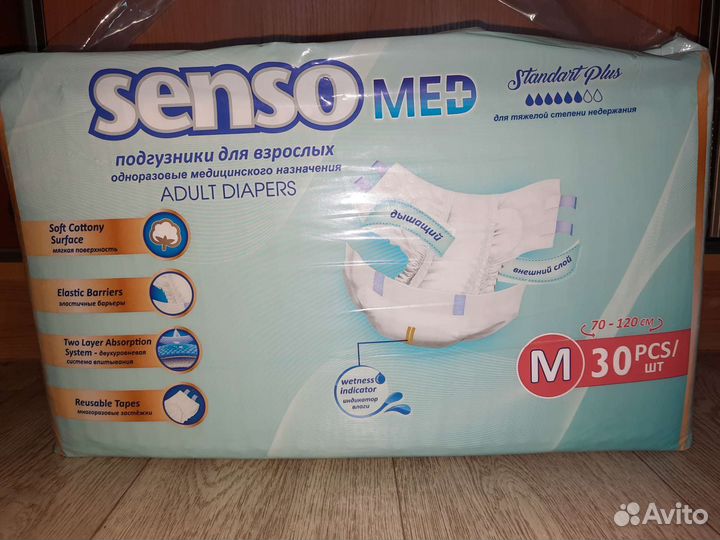 senso MED
Standart Plus
для тяжелой степени недержания
подгузники для взрослых
одноразовые медицинского назначения
ADULT DIAPERS
Soft Cottony
Surface
мягкая поверхность
Elastic Barriers
эластичные барьеры
Two Layer Absorption
System - двухуровневая
система впитывания
Reusable Tapes
многоразовые застёжки
дышащий
внешний слой
wetness
indicator
индикатор
влаги
70 - 120 см
M 30 PCS/
шт
Avito